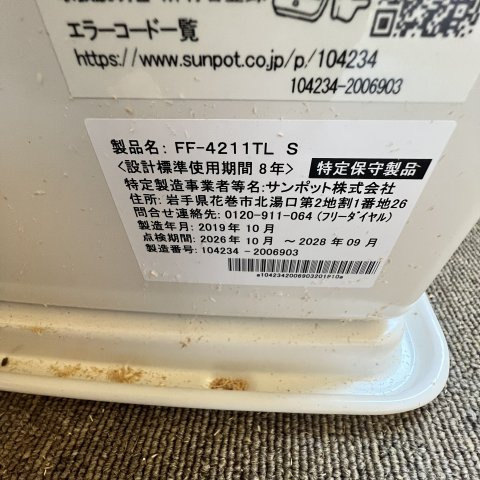 エラーコード一覧
https://www.sunpot.co.jp/p/104234
104234-2006903
製品名: FF-4211TL S
<設計標準使用期間 8年> 特定保守製品
特定製造事業者等名:サンポット株式会社
住所: 岩手県花巻市北湯口第2地割1番地26
問合せ連絡先: 0120-911-064 (フリーダイヤル)
製造年月: 2019年 10月
点検期間: 2026年 10月 ~ 2028年 09月
製造番号: 104234 - 2006903
a1042342006903201910a